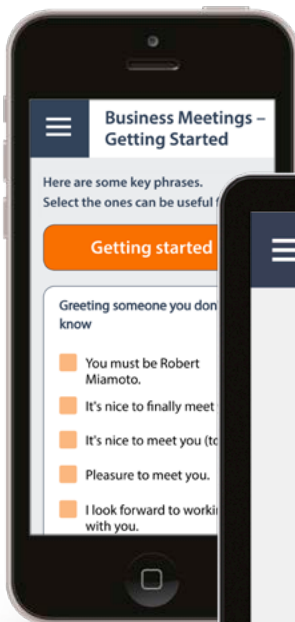 Business Meetings –
Getting Started
Here are some key phrases.
Select the ones can be useful
Getting started
Greeting someone you don
know
You must be Robert
Miamoto.
It's nice to finally meet
It's nice to meet you (to
Pleasure to meet you.
I look forward to worki
with you.